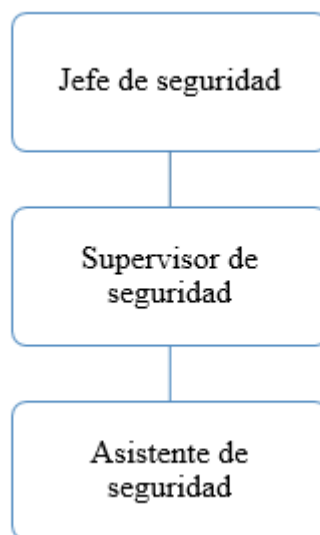 Jefe de seguridad
Supervisor de
seguridad
Asistente de
seguridad